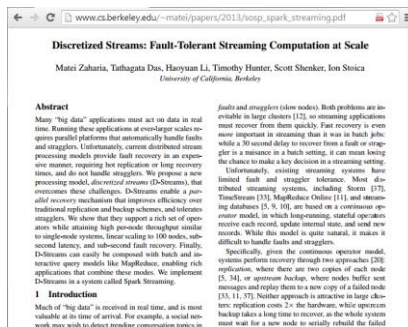 www.cs.berkeley.edu/~matei/papers/2013/sosp_spark_streaming.pdf
Discretized Streams: Fault-Tolerant Streaming Computation at Scale
Matei Zaharia, Tathagata Das, Haoyuan Li, Timothy Hunter, Scott Shenker, Ion Stoica
University of California, Berkeley
Abstract
Many “big data” applications must act on data in real
time. Running these applications at ever-larger scales re-
quires parallel platforms that automatically handle faults
and stragglers. Unfortunately, current distributed stream
processing models provide fault recovery in an expen-
sive manner, requiring hot replication or long recovery
times, and do not handle stragglers. We propose a new
processing model, discretized streams (D-Streams), that
overcomes these challenges. D-Streams enable a par-
allel recovery mechanism that improves efficiency over
traditional replication and backup schemes, and tolerates
stragglers. We show that they support a rich set of oper-
ators while attaining high per-node throughput similar
to single-node systems, linear scaling to 100 nodes, sub-
second latency, and sub-second fault recovery. Finally,
D-Streams can easily be composed with batch and in-
teractive query models like MapReduce, enabling rich
applications that combine these modes. We implement
D-Streams in a system called Spark Streaming.
1 Introduction
Much of “big data” is received in real time, and is most
valuable at its time of arrival. For example, a social net-
work may wish to detect trending conversation topics in
faults and stragglers (slow nodes). Both problems are in-
evitable in large clusters [12], so streaming applications
must recover from them quickly. Fast recovery is even
more important in streaming than it was in batch jobs:
while a 30 second delay to recover from a fault or strag-
gler is a nuisance in a batch setting, it can mean losing
the chance to make a key decision in a streaming setting.
Unfortunately, existing streaming systems have
limited fault and straggler tolerance. Most dis-
tributed streaming systems, including Storm [37],
TimeStream [33], MapReduce Online [11], and stream-
ing databases [5, 9, 10], are based on a continuous op-
erator model, in which long-running, stateful operators
receive each record, update internal state, and send new
records. While this model is quite natural, it makes it
difficult to handle faults and stragglers.
Specifically, given the continuous operator model,
systems perform recovery through two approaches [20]:
replication, where there are two copies of each node
[5, 34], or upstream backup, where nodes buffer sent
messages and replay them to a new copy of a failed node
[33, 11, 37]. Neither approach is attractive in large clus-
ters: replication costs 2× the hardware, while upstream
backup takes a long time to recover, as the whole system
must wait for a new node to serially rebuild the failed